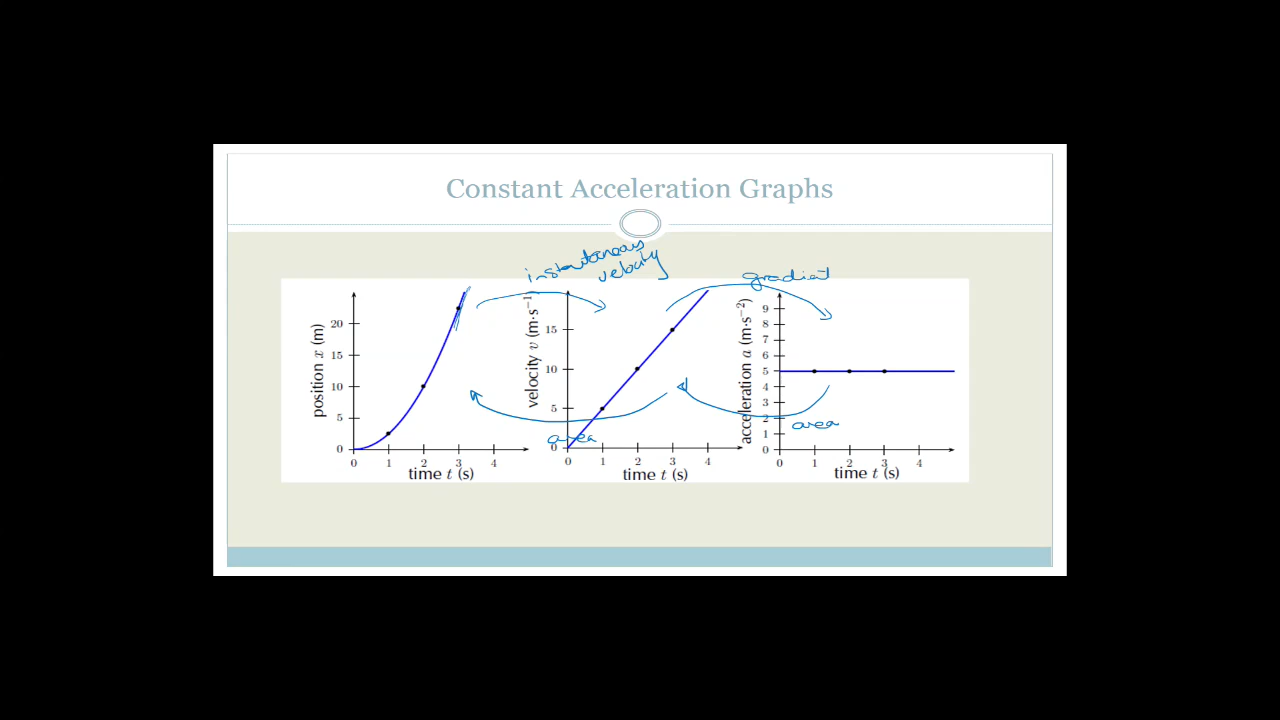 Constant Acceleration Graphs
instantaneous
velocity
gradient
position x (m)
20
15
10
5
0
0 1 2 3 4
time t (s)
area
velocity v (m·s⁻¹)
15
10
5
0
0 1 2 3 4
time t (s)
area
acceleration a (m·s⁻²)
9
8
7
6
5
4
3
2
1
0
0 1 2 3 4
time t (s)